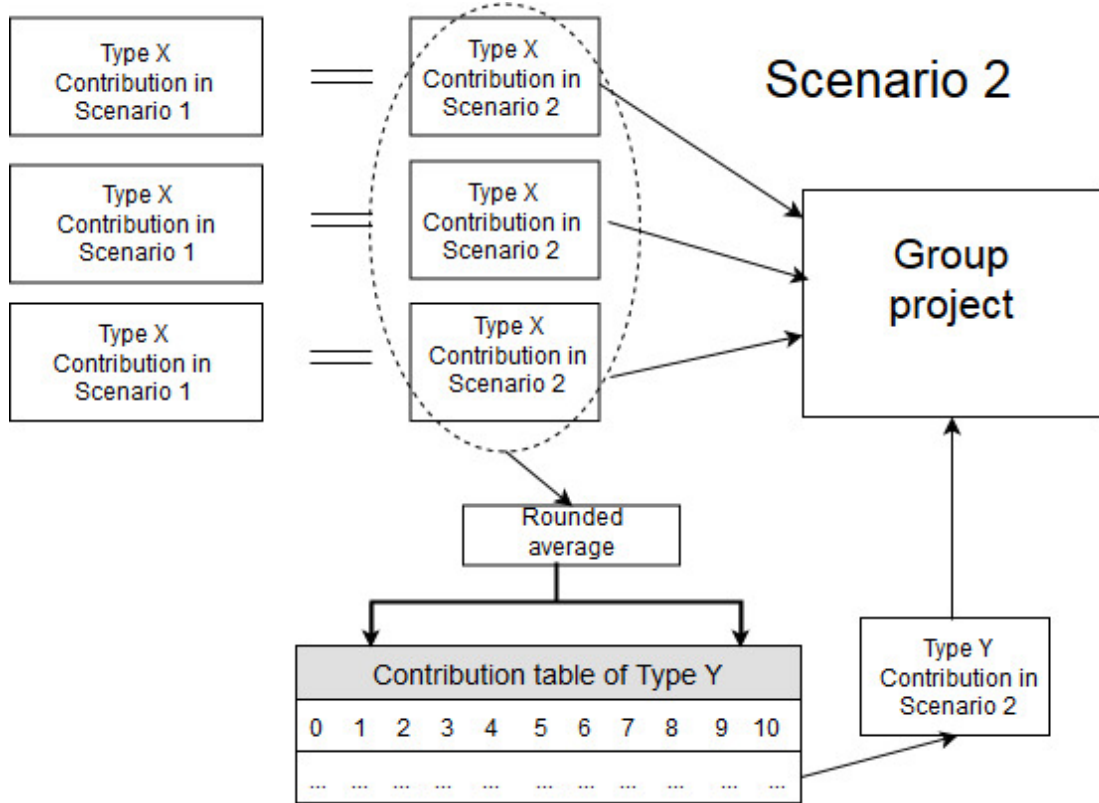 Type X
Contribution in
Scenario 1
Type X
Contribution in
Scenario 2
Scenario 2
Type X
Contribution in
Scenario 1
Type X
Contribution in
Scenario 2
Group
project
Type X
Contribution in
Scenario 1
Type X
Contribution in
Scenario 2
Rounded
average
Contribution table of Type Y
0 1 2 3 4 5 6 7 8 9 10
... ... ... ... ... ... ... ... ... ... ...
Type Y
Contribution in
Scenario 2